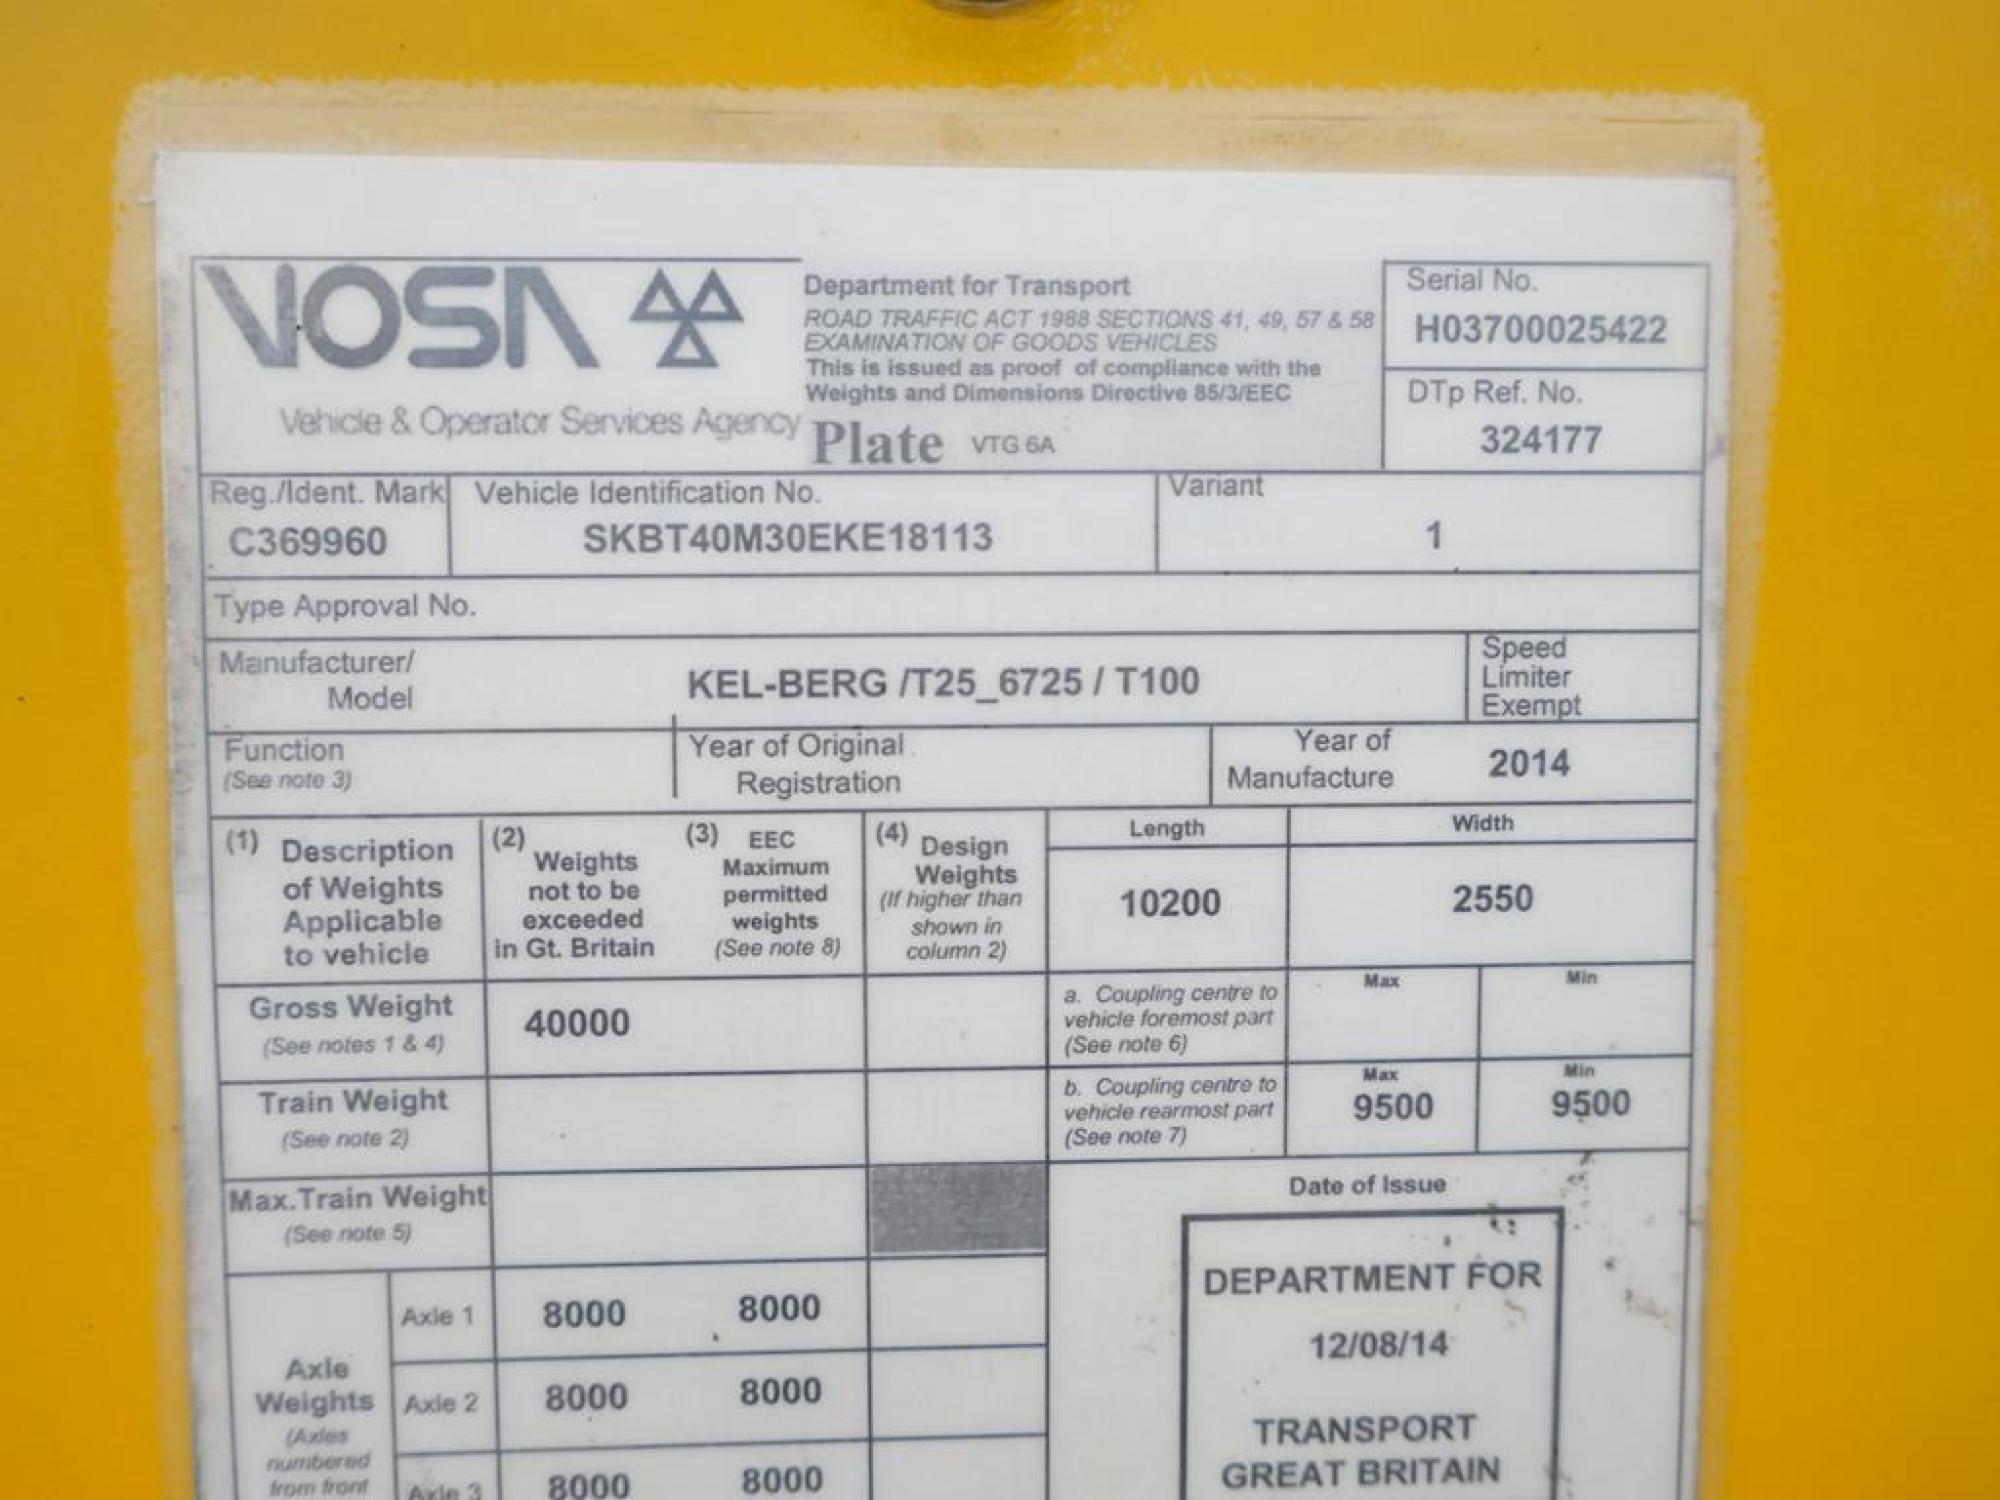 VOSA
Vehicle & Operator Services Agency
Department for Transport
ROAD TRAFFIC ACT 1988 SECTIONS 41, 49, 57 & 58
EXAMINATION OF GOODS VEHICLES
This is issued as proof of compliance with the
Weights and Dimensions Directive 85/3/EEC
Plate VTG 6A
Serial No.
H03700025422
DTp Ref. No.
324177
Reg./Ident. Mark
C369960
Vehicle Identification No.
SKBT40M30EKE18113
Variant
1
Type Approval No.
Manufacturer/
Model
KEL-BERG /T25_6725 / T100
Speed
Limiter
Exempt
Function
(See note 3)
Year of Original
Registration
Year of
Manufacture
2014
(1) Description
of Weights
Applicable
to vehicle
(2) Weights
not to be
exceeded
in Gt. Britain
(3) EEC
Maximum
permitted
weights
(See note 8)
(4) Design
Weights
(If higher than
shown in
column 2)
Length
10200
Width
2550
Gross Weight
(See notes 1 & 4)
40000
a. Coupling centre to
vehicle foremost part
(See note 6)
Max
Min
Train Weight
(See note 2)
b. Coupling centre to
vehicle rearmost part
(See note 7)
Max
9500
Min
9500
Max.Train Weight
(See note 5)
Date of Issue
DEPARTMENT FOR
12/08/14
TRANSPORT
GREAT BRITAIN
Axle
Weights
(Axles
numbered
from front
Axle 1
8000
8000
Axle 2
8000
8000
Axle 3
8000
8000